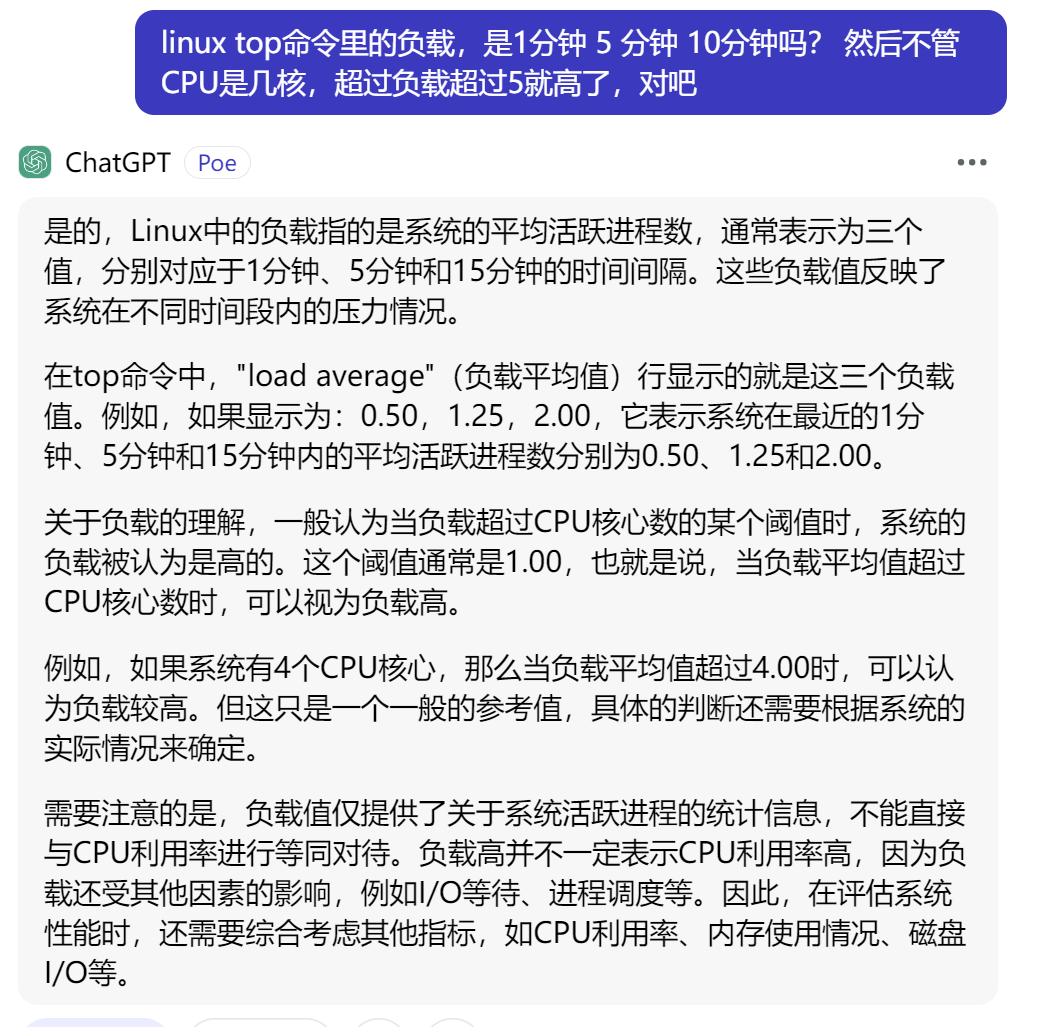 linux top命令里的负载，是1分钟 5 分钟 10分钟吗？ 然后不管
CPU是几核，超过负载超过5就高了，对吧
ChatGPT Poe
是的，Linux中的负载指的是系统的平均活跃进程数，通常表示为三个
值，分别对应于1分钟、5分钟和15分钟的时间间隔。这些负载值反映了
系统在不同时间段内的压力情况。
在top命令中，"load average"（负载平均值）行显示的就是这三个负载
值。例如，如果显示为：0.50，1.25，2.00，它表示系统在最近的1分
钟、5分钟和15分钟内的平均活跃进程数分别为0.50、1.25和2.00。
关于负载的理解，一般认为当负载超过CPU核心数的某个阈值时，系统的
负载被认为是高的。这个阈值通常是1.00，也就是说，当负载平均值超过
CPU核心数时，可以视为负载高。
例如，如果系统有4个CPU核心，那么当负载平均值超过4.00时，可以认
为负载较高。但这只是一个一般的参考值，具体的判断还需要根据系统的
实际情况来确定。
需要注意的是，负载值仅提供了关于系统活跃进程的统计信息，不能直接
与CPU利用率进行等同对待。负载高并不一定表示CPU利用率高，因为负
载还受其他因素的影响，例如I/O等待、进程调度等。因此，在评估系统
性能时，还需要综合考虑其他指标，如CPU利用率、内存使用情况、磁盘
I/O等。